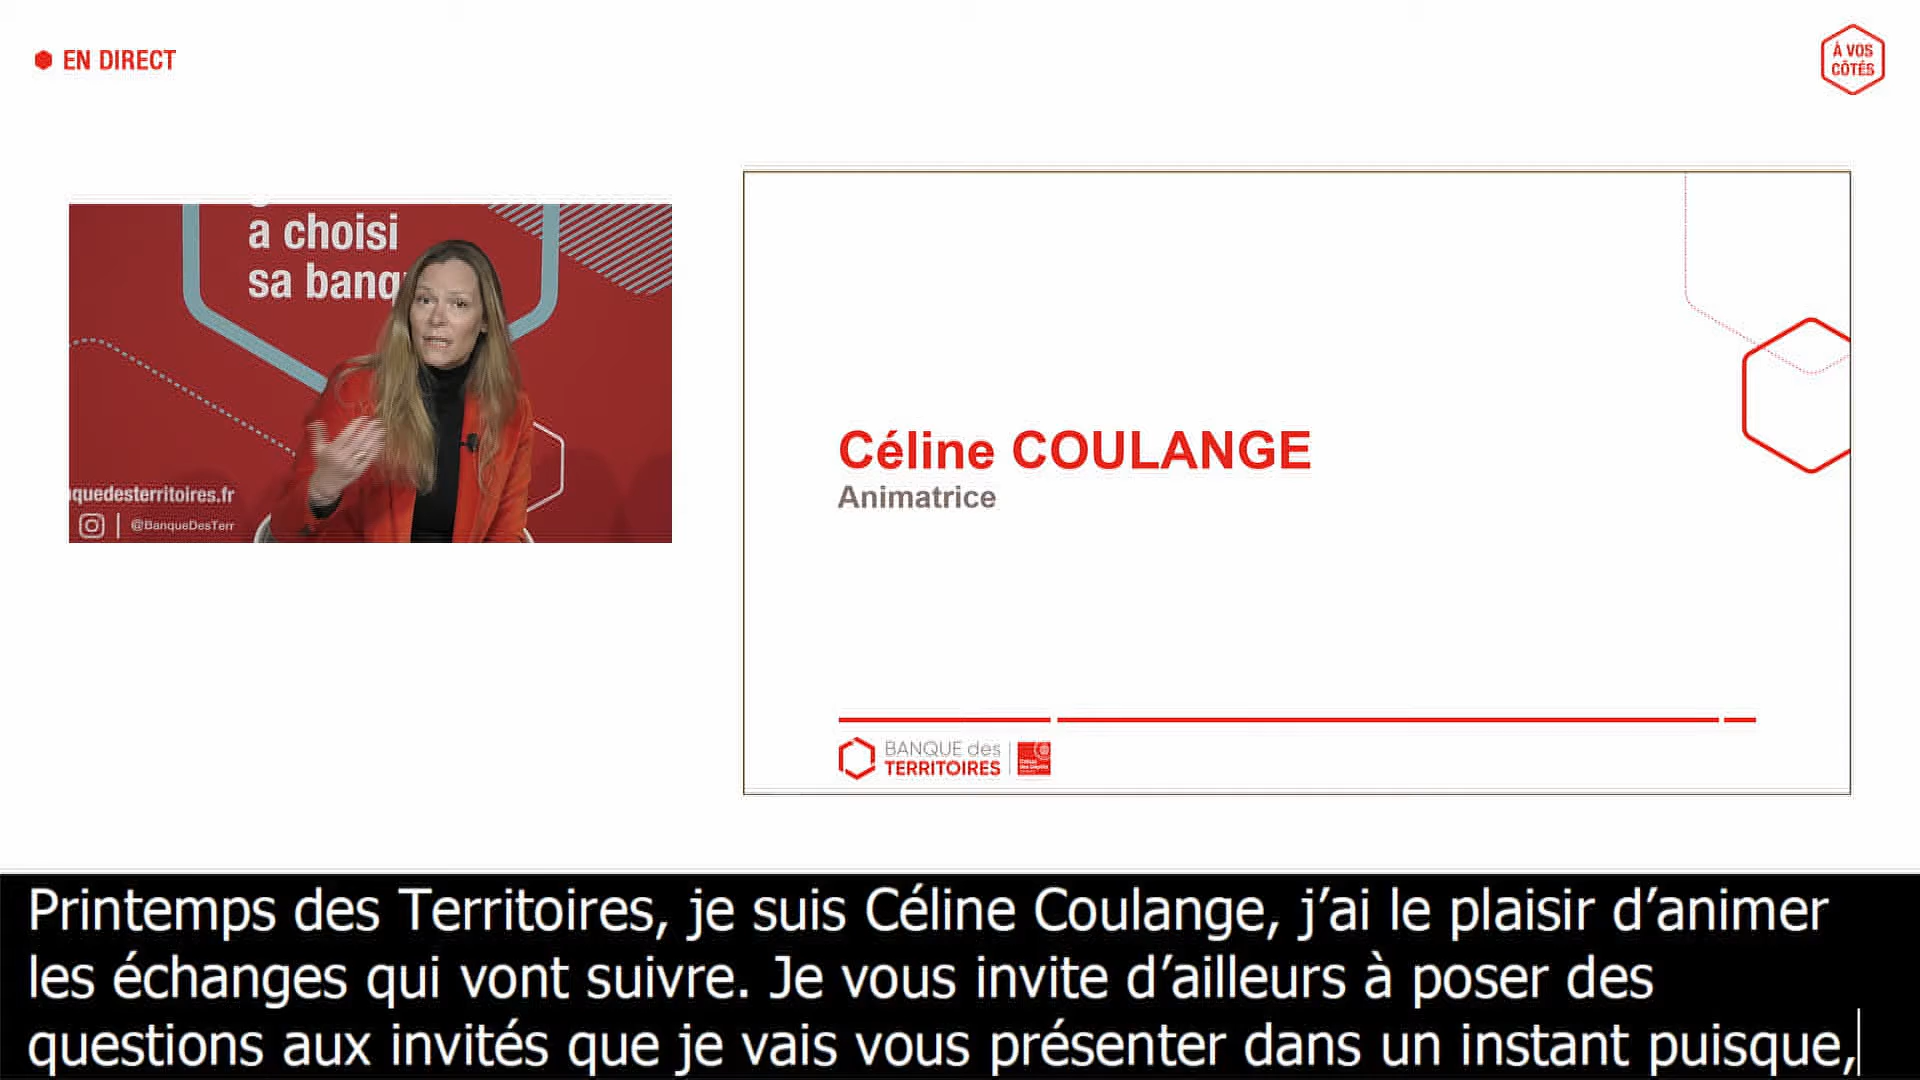 EN DIRECT
À VOS
CÔTÉS
a choisi
sa banq
quedesterritoires.fr
@BanqueDesTerr
Céline COULANGE
Animatrice
BANQUE des
TERRITOIRES
Printemps des Territoires, je suis Céline Coulange, j’ai le plaisir d’animer
les échanges qui vont suivre. Je vous invite d’ailleurs à poser des
questions aux invités que je vais vous présenter dans un instant puisque,